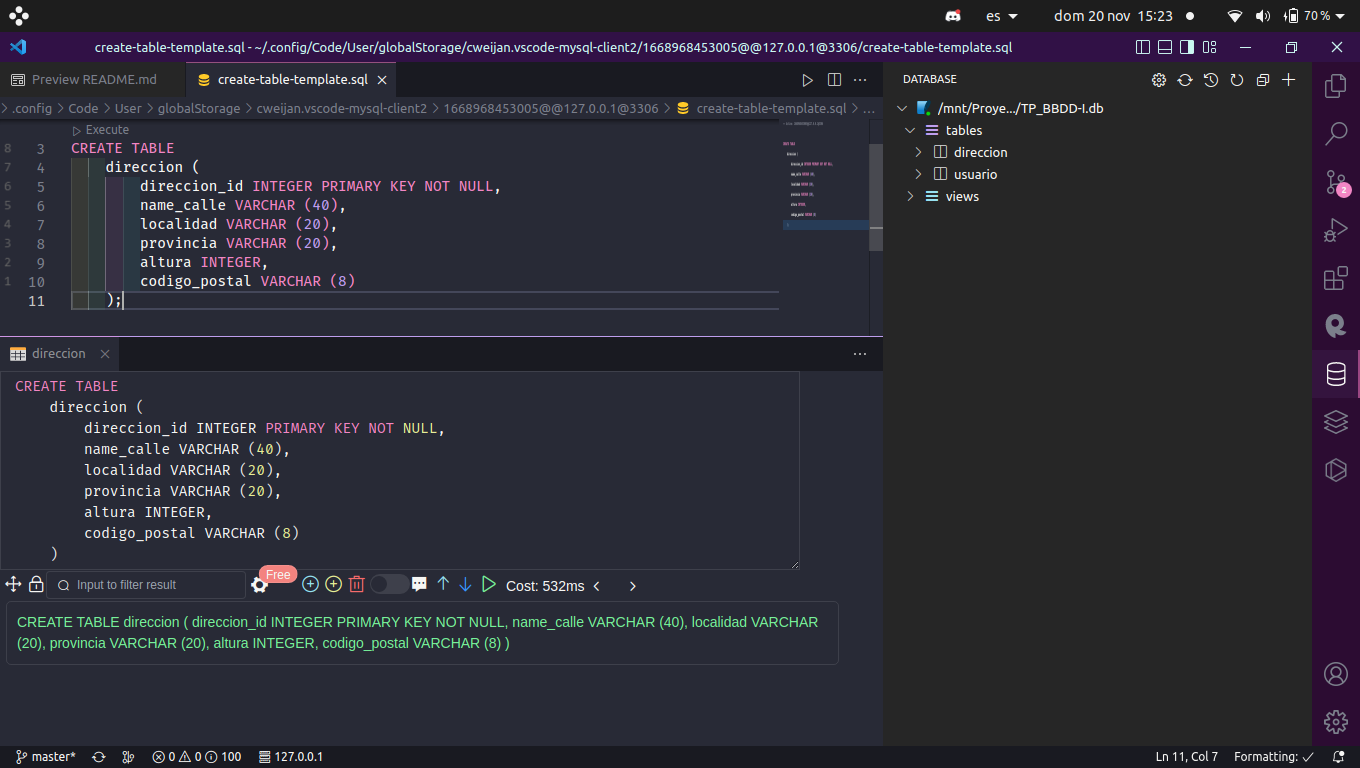 es
dom 20 nov 15:23
70 %
create-table-template.sql - ~/.config/Code/User/globalStorage/cweijan.vscode-mysql-client2/1668968453005@@127.0.0.1@3306/create-table-template.sql
Preview README.md
create-table-template.sql
.config > Code > User > globalStorage > cweijan.vscode-mysql-client2 > 1668968453005@@127.0.0.1@3306 > create-table-template.sql > ...
Execute
8 3 CREATE TABLE
7 4 direccion (
6 5 direccion_id INTEGER PRIMARY KEY NOT NULL,
5 6 name_calle VARCHAR (40),
4 7 localidad VARCHAR (20),
3 8 provincia VARCHAR (20),
2 9 altura INTEGER,
1 10 codigo_postal VARCHAR (8)
11 );
direccion
CREATE TABLE
direccion (
direccion_id INTEGER PRIMARY KEY NOT NULL,
name_calle VARCHAR (40),
localidad VARCHAR (20),
provincia VARCHAR (20),
altura INTEGER,
codigo_postal VARCHAR (8)
)
Input to filter result
Free
Cost: 532ms
CREATE TABLE direccion ( direccion_id INTEGER PRIMARY KEY NOT NULL, name_calle VARCHAR (40), localidad VARCHAR
(20), provincia VARCHAR (20), altura INTEGER, codigo_postal VARCHAR (8) )
DATABASE
/mnt/Proye.../TP_BBDD-I.db
tables
direccion
usuario
views
2
master*
0 0 100
127.0.0.1
Ln 11, Col 7
Formatting: ✓